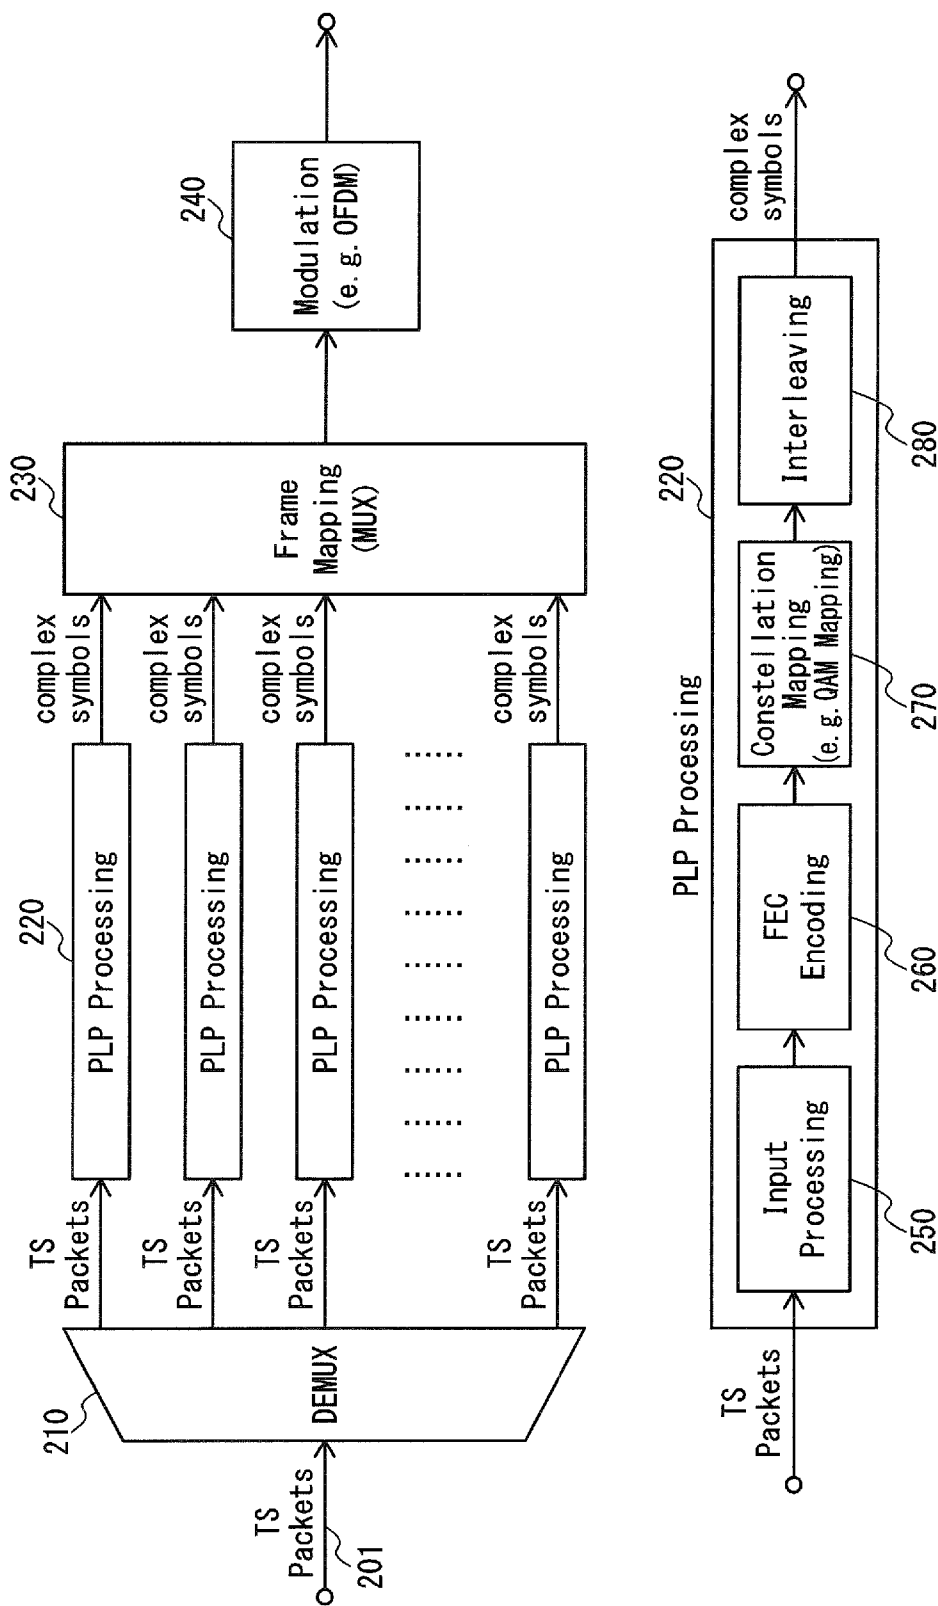 TS
Packets
201
210
DEMUX
TS
Packets
TS
Packets
TS
Packets
TS
Packets
220
PLP Processing
PLP Processing
PLP Processing
PLP Processing
complex
symbols
complex
symbols
complex
symbols
complex
symbols
230
Frame
Mapping
(MUX)
240
Modulation
(e.g. OFDM)
PLP Processing
220
TS
Packets
Input
Processing
250
FEC
Encoding
260
Constellation
Mapping
(e.g. QAM Mapping)
270
Interleaving
280
complex
symbols